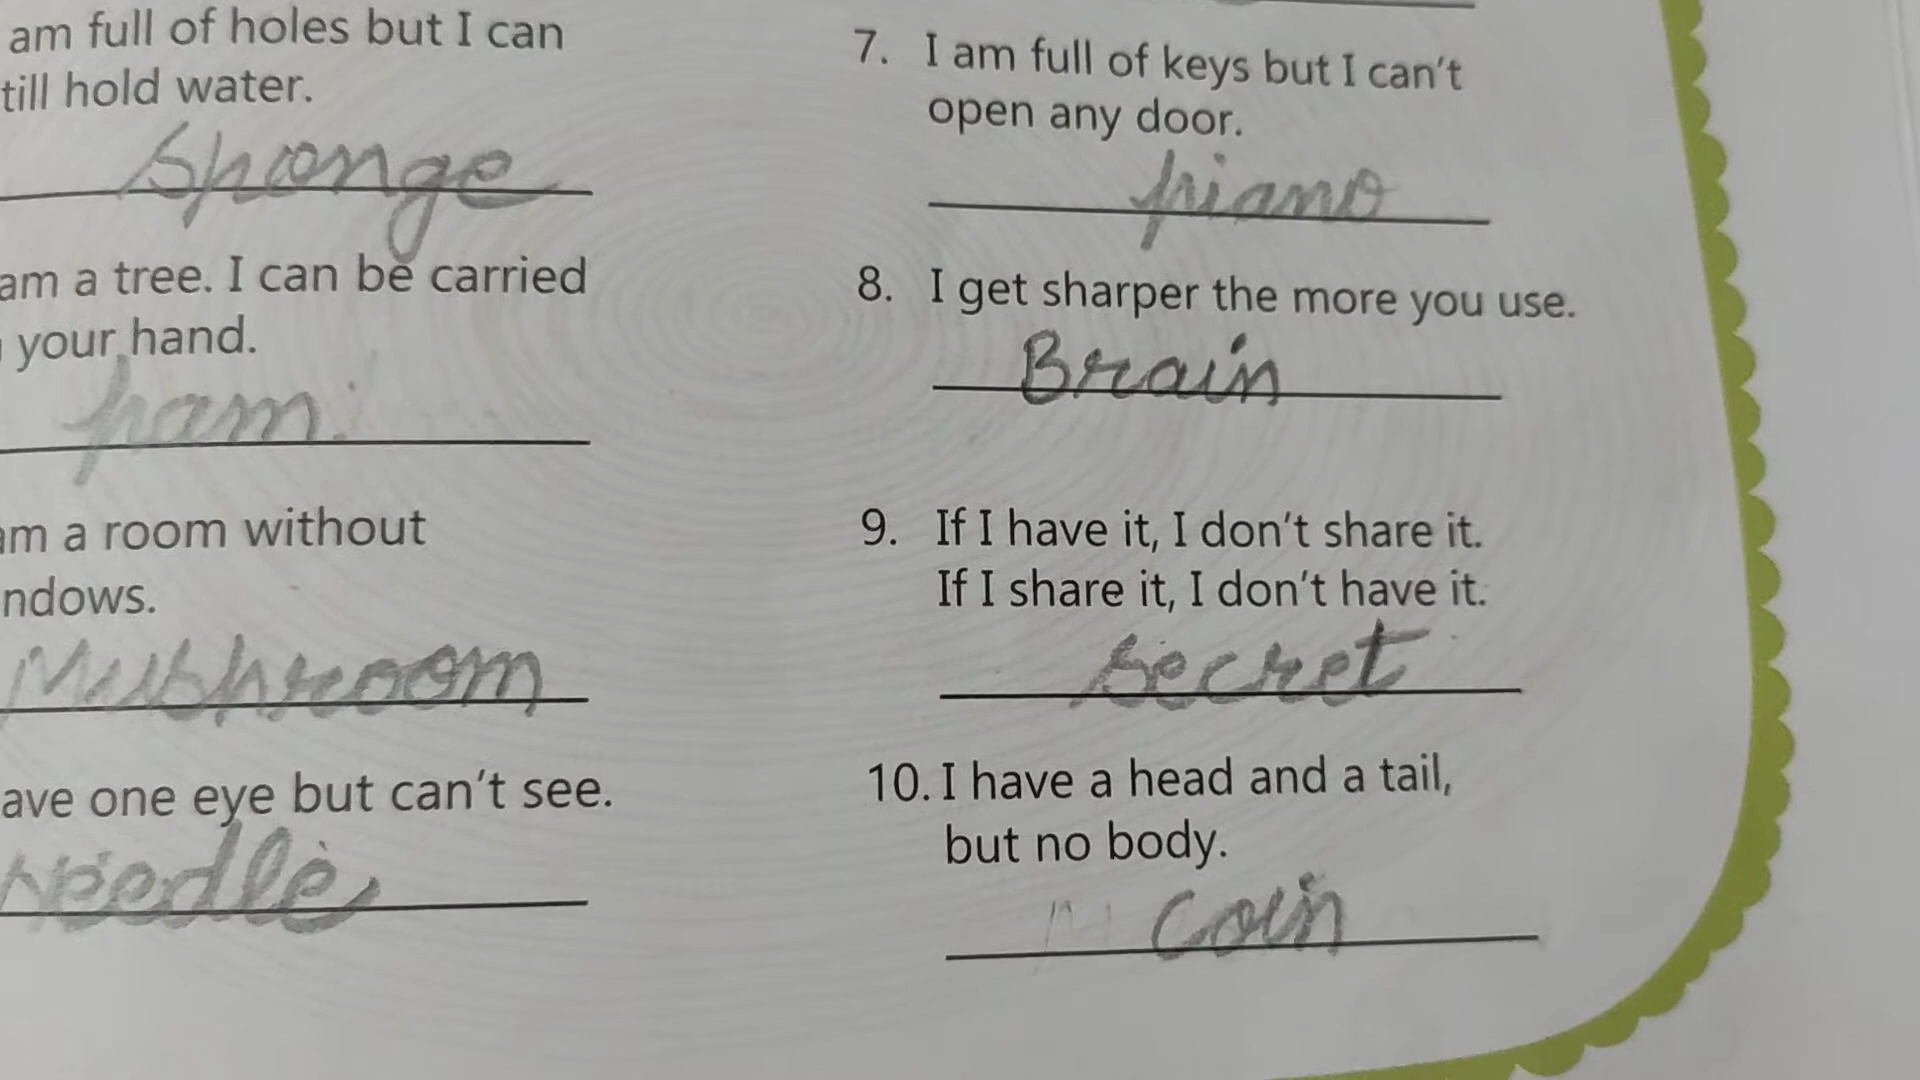 am full of holes but I can
till hold water.
Sponge
am a tree. I can be carried
your hand.
Pam
am a room without
ndows.
Mushroom
ave one eye but can't see.
Needle
7. I am full of keys but I can't
open any door.
piano
8. I get sharper the more you use.
Brain
9. If I have it, I don't share it.
If I share it, I don't have it.
secret
10. I have a head and a tail,
but no body.
Coin